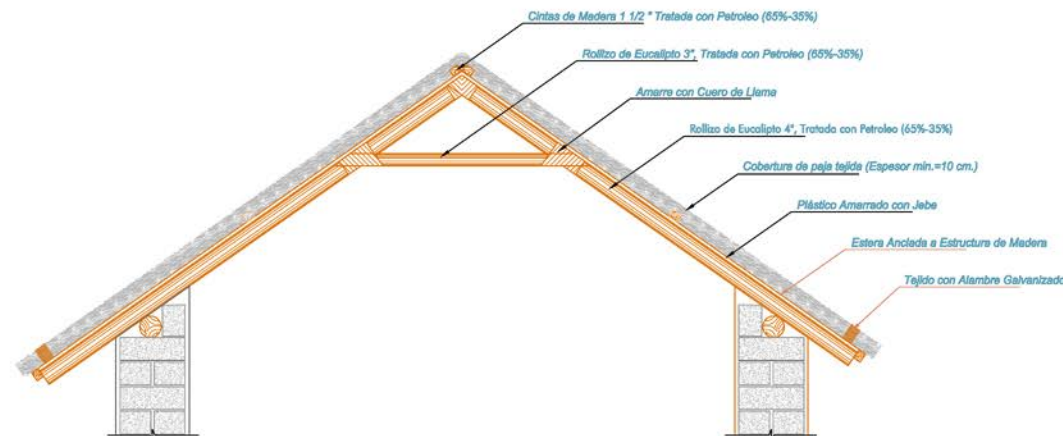 Cintas de Madera 1 1/2 " Tratada con Petroleo (65%-35%)
Rollizo de Eucalipto 3", Tratada con Petroleo (65%-35%)
Amarre con Cuero de Llama
Rollizo de Eucalipto 4", Tratada con Petroleo (65%-35%)
Cobertura de paja tejida (Espesor min.=10 cm.)
Plástico Amarrado con Jebe
Estera Anclada a Estructura de Madera
Tejido con Alambre Galvanizado